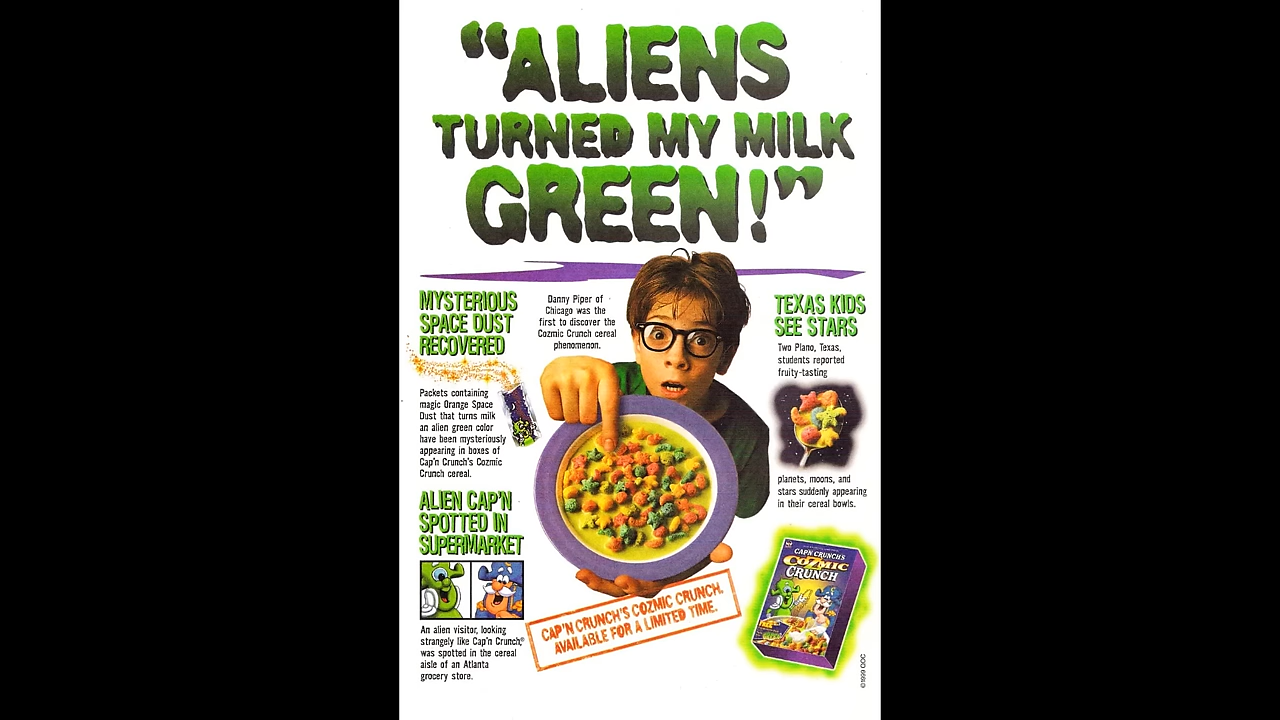 “ALIENS
TURNED MY MILK
GREEN!”
MYSTERIOUS
SPACE DUST
RECOVERED
Packets containing
magic Orange Space
Dust that turns milk
an alien green color
have been mysteriously
appearing in boxes of
Cap'n Crunch's Cozmic
Crunch cereal.
ALIEN CAP'N
SPOTTED IN
SUPERMARKET
An alien visitor, looking
strangely like Cap'n Crunch,®
was spotted in the cereal
aisle of an Atlanta
grocery store.
Danny Piper of
Chicago was the
first to discover the
Cozmic Crunch cereal
phenomenon.
CAP'N CRUNCH'S COZMIC CRUNCH.
AVAILABLE FOR A LIMITED TIME.
TEXAS KIDS
SEE STARS
Two Plano, Texas,
students reported
fruity-tasting
planets, moons, and
stars suddenly appearing
in their cereal bowls.
CAP'N CRUNCH'S
COZMIC
CRUNCH
©1999 QOC